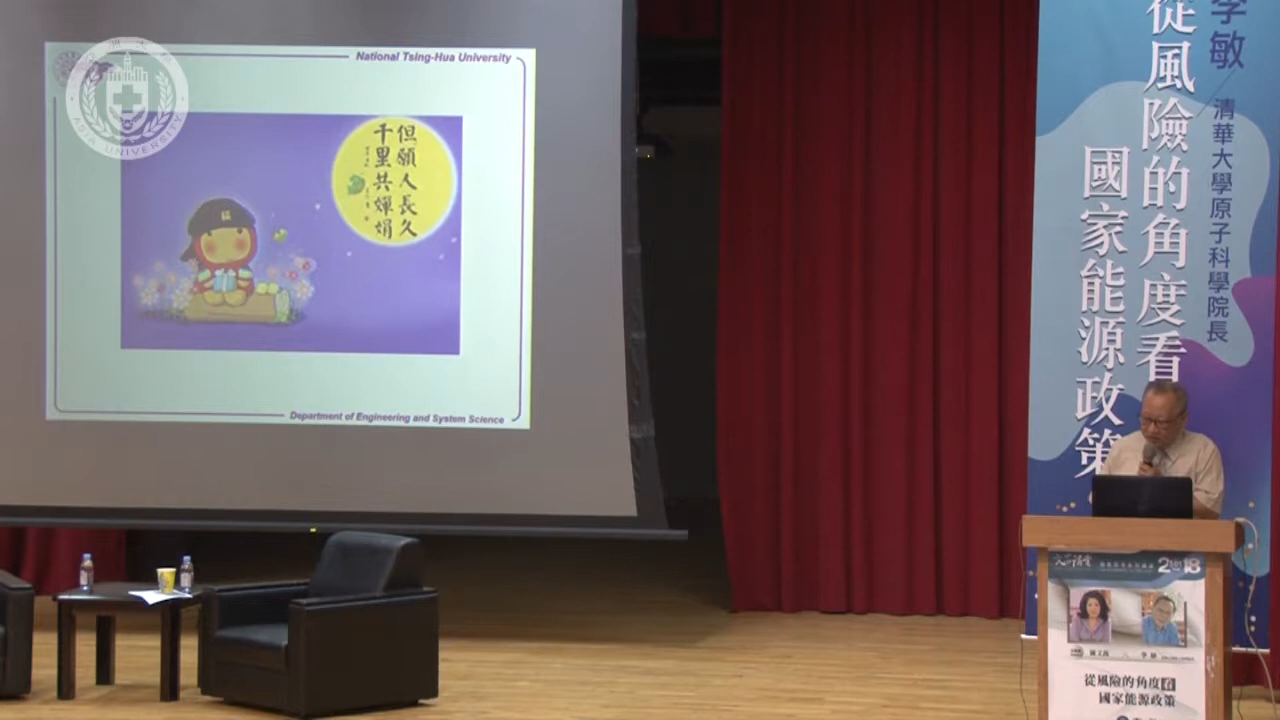 National Tsing-Hua University
ASIA UNIVERSITY
但願人長久
千里共嬋娟
Department of Engineering and System Science
李敏
清華大學原子科學院長
從風險的角度看
國家能源政策
從風險的角度看
國家能源政策